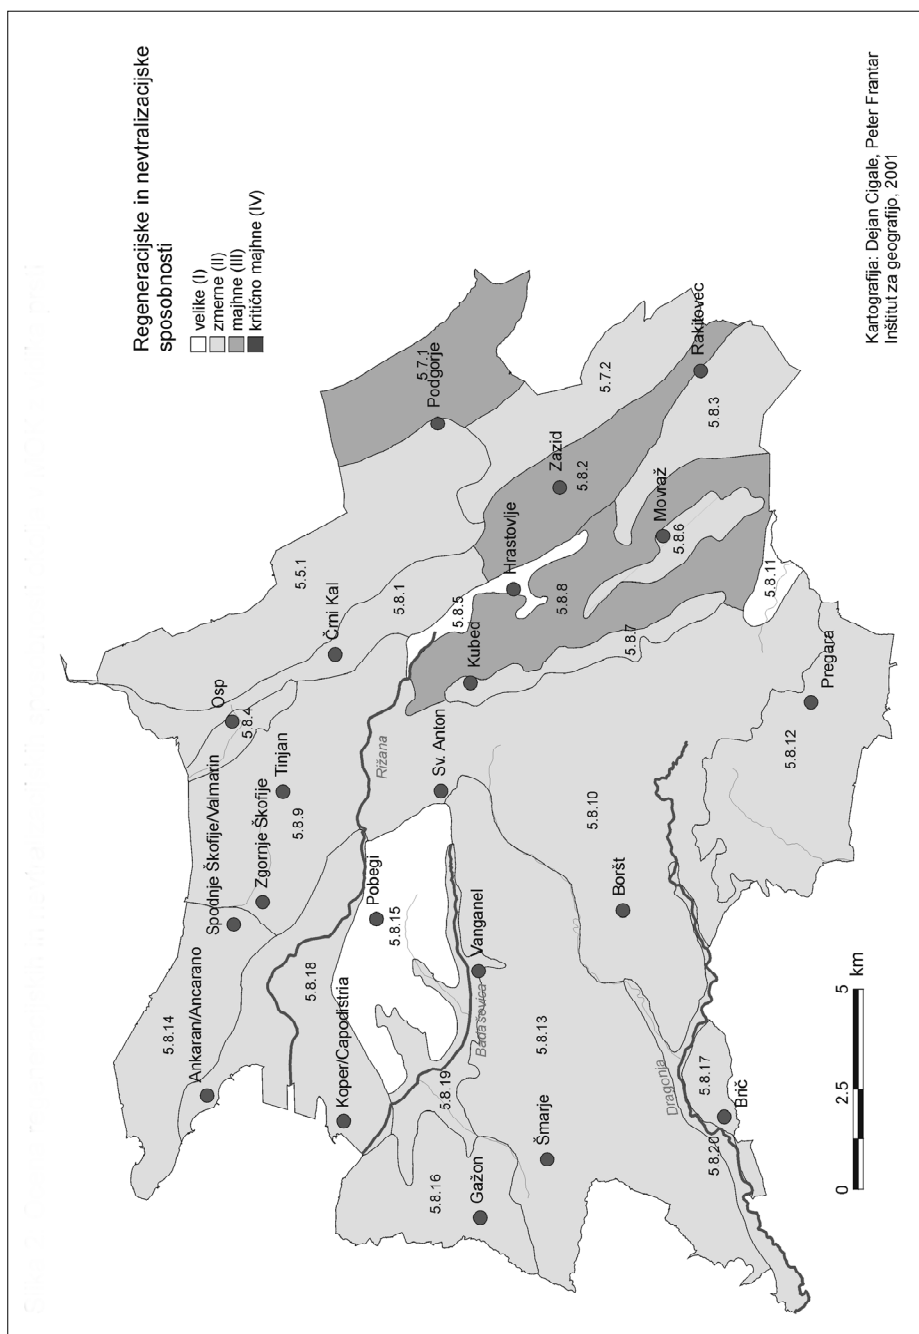 Regeneracijske in nevtralizacijske
sposobnosti
velike (I)
zmerne (II)
majhne (III)
kritično majhne (IV)
5.8.14
Ankaran/Ancarano
Spodnje Škofije/Valmarin
Zgornje Škofije
Osp
5.8.4
Tinjan
5.8.9
Črni Kal
5.5.1
5.8.1
5.7.1
Podgorje
Koper/Capodistria
5.8.18
Pobegi
5.8.15
Rižana
Sv. Anton
5.8.5
Kubed
Hrastovlje
5.8.8
Zazid
5.8.2
5.7.2
Rakitovec
5.8.3
Movraž
5.8.6
5.8.7
5.8.11
5.8.16
Gažon
5.8.19
Badaševica
Vanganel
5.8.13
Šmarje
Boršt
5.8.10
Dragonja
5.8.17
Brič
5.8.20
5.8.12
Pregara
0
2.5
5 km
Kartografija: Dejan Cigale, Peter Frantar
Inštitut za geografijo, 2001